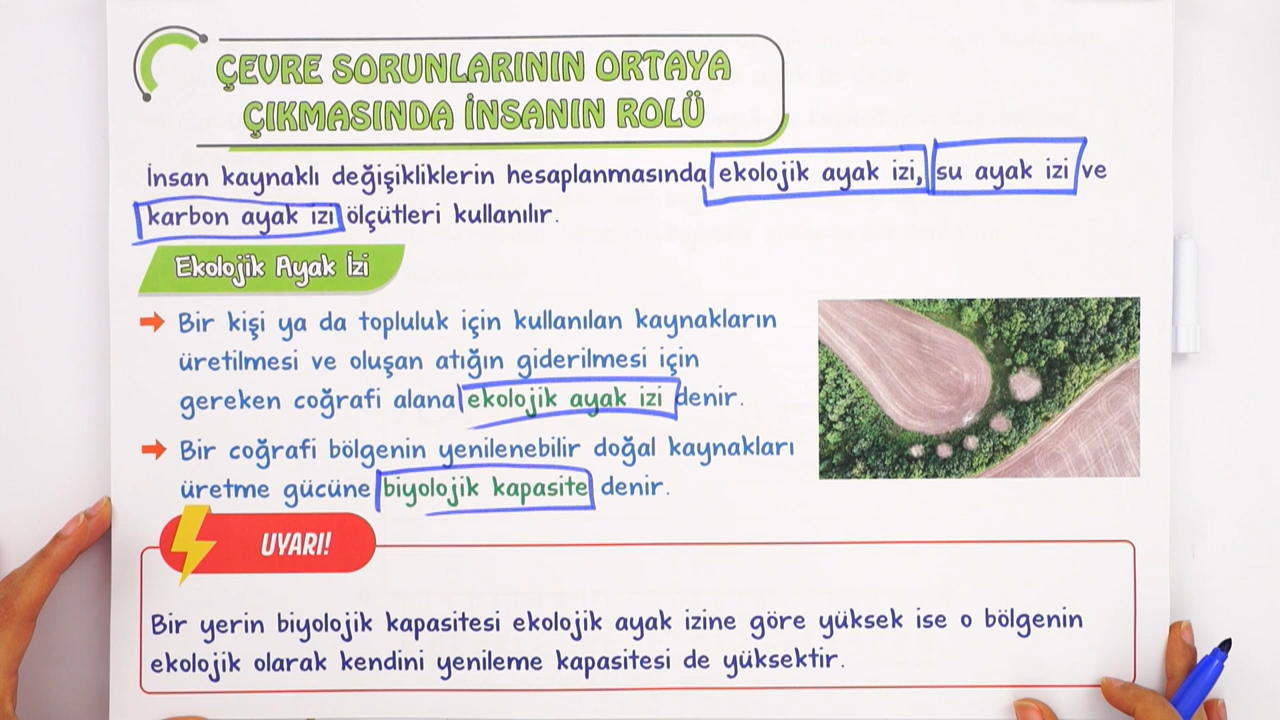 ÇEVRE SORUNLARININ ORTAYA
ÇIKMASINDA İNSANIN ROLÜ
İnsan kaynaklı değişikliklerin hesaplanmasında ekolojik ayak izi, su ayak izi ve
karbon ayak izi ölçütleri kullanılır.
Ekolojik Ayak İzi
Bir kişi ya da topluluk için kullanılan kaynakların
üretilmesi ve oluşan atığın giderilmesi için
gereken coğrafi alana ekolojik ayak izi denir.
Bir coğrafi bölgenin yenilenebilir doğal kaynakları
üretme gücüne biyolojik kapasite denir.
UYARI!
Bir yerin biyolojik kapasitesi ekolojik ayak izine göre yüksek ise o bölgenin
ekolojik olarak kendini yenileme kapasitesi de yüksektir.